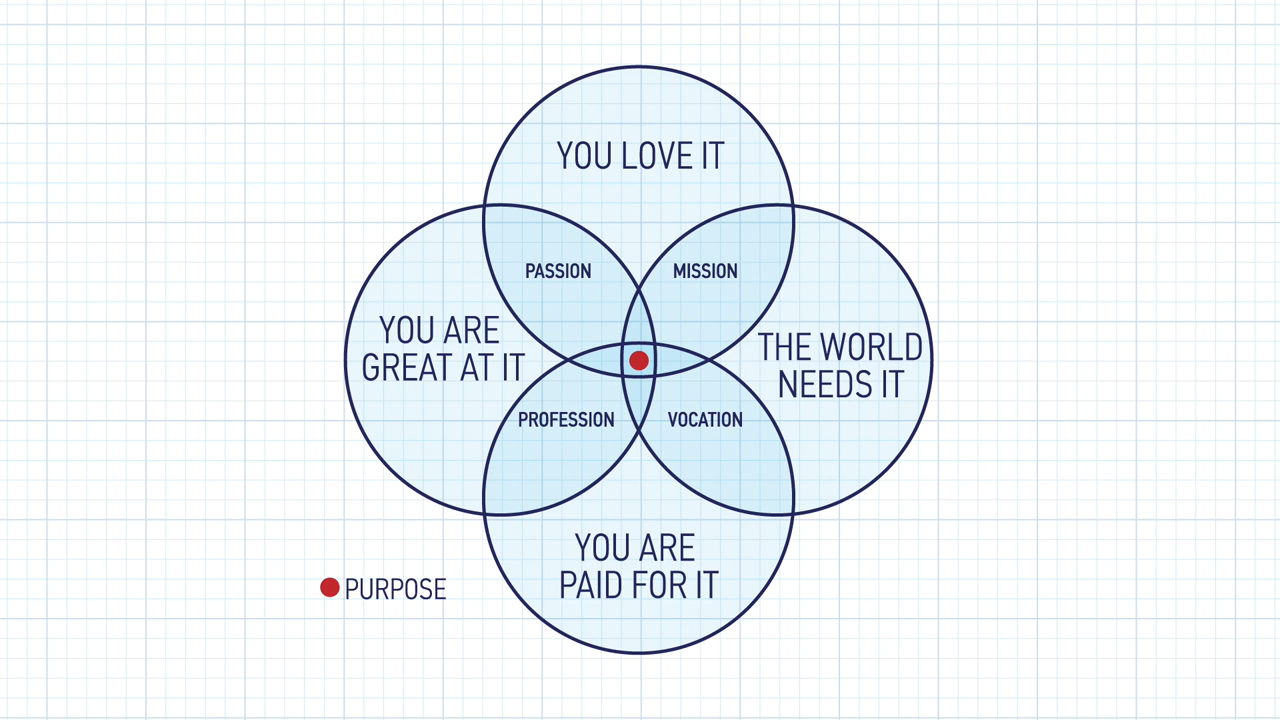 YOU LOVE IT
PASSION
MISSION
YOU ARE
GREAT AT IT
THE WORLD
NEEDS IT
PROFESSION
VOCATION
YOU ARE
PAID FOR IT
PURPOSE